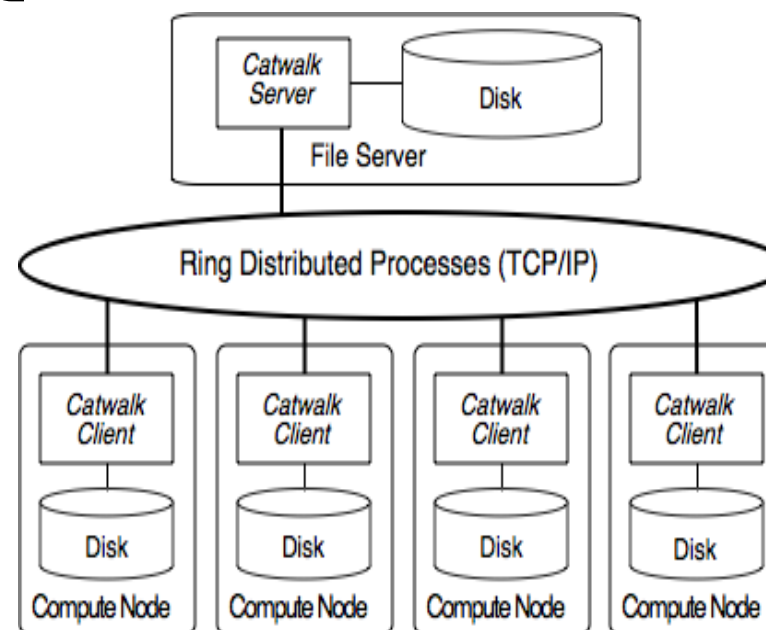 Catwalk
Server
Disk
File Server
Ring Distributed Processes (TCP/IP)
Catwalk
Client
Disk
Compute Node
Catwalk
Client
Disk
Compute Node
Catwalk
Client
Disk
Compute Node
Catwalk
Client
Disk
Compute Node